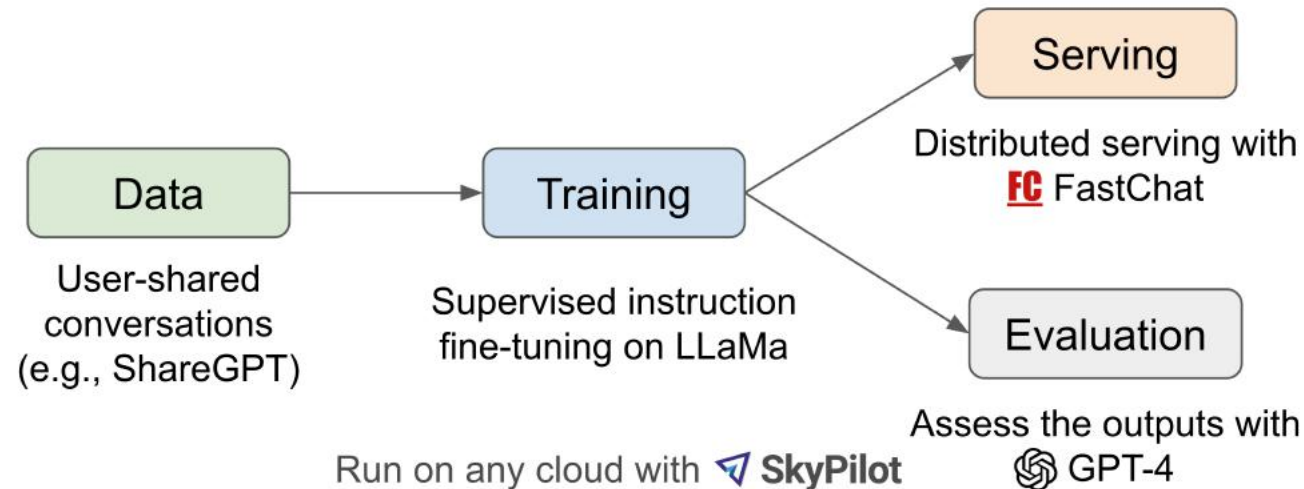 Data
User-shared
conversations
(e.g., ShareGPT)
Training
Supervised instruction
fine-tuning on LLaMa
Serving
Distributed serving with
FC FastChat
Evaluation
Assess the outputs with
GPT-4
Run on any cloud with SkyPilot